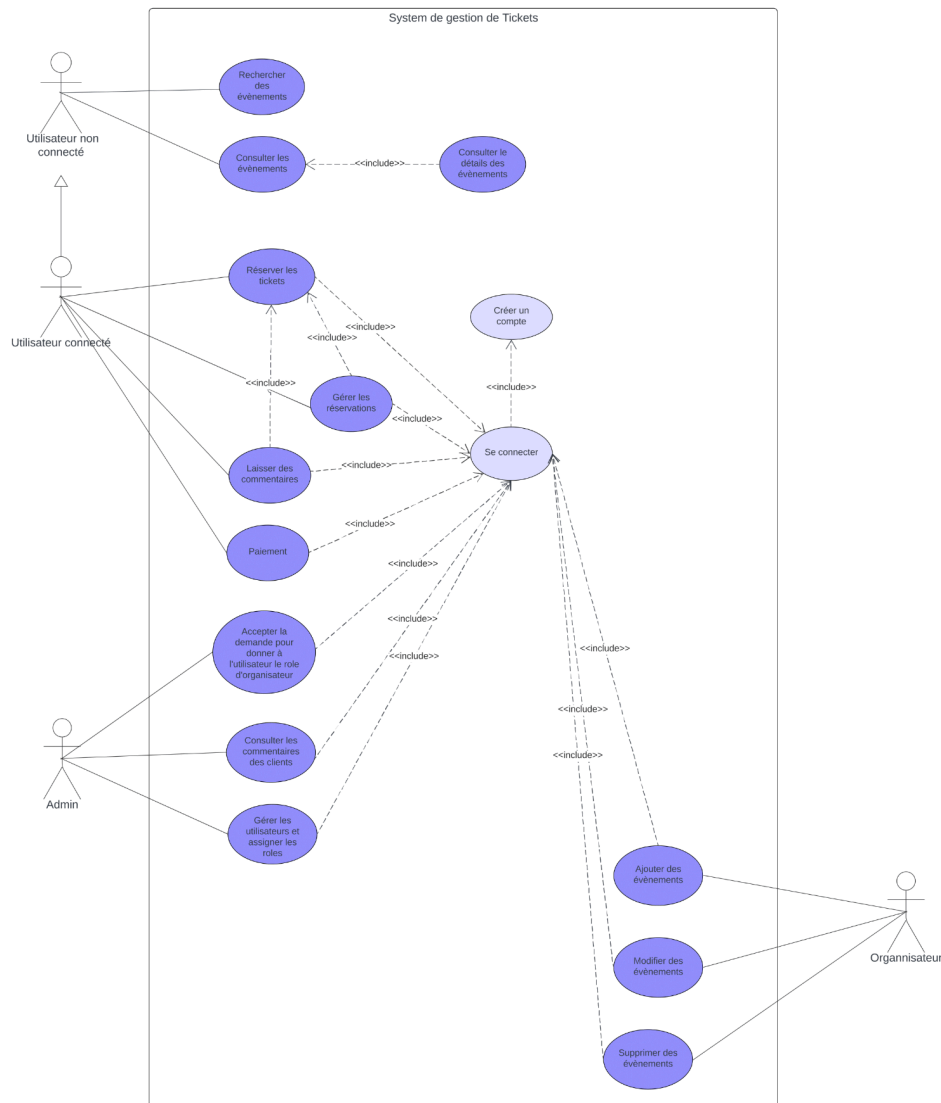 System de gestion de Tickets
Rechercher
des
évènements
Utilisateur non
connecté
Consulter les
évènements
<<include>>
Consulter le
détails des
évènements
Réserver les
tickets
Utilisateur connecté
<<include>>
<<include>>
Créer un
compte
<<include>>
<<include>>
Gérer les
réservations
<<include>>
Se connecter
Laisser des
commentaires
<<include>>
<<include>>
Paiement
<<include>>
Accepter la
demande pour
donner à
l'utilisateur le role
d'organisateur
<<include>>
<<include>>
<<include>>
<<include>>
Admin
Consulter les
commentaires
des clients
Gérer les
utilisateurs et
assigner les
roles
Ajouter des
évènements
Organnisateur
Modifier des
évènements
Supprimer des
évènements